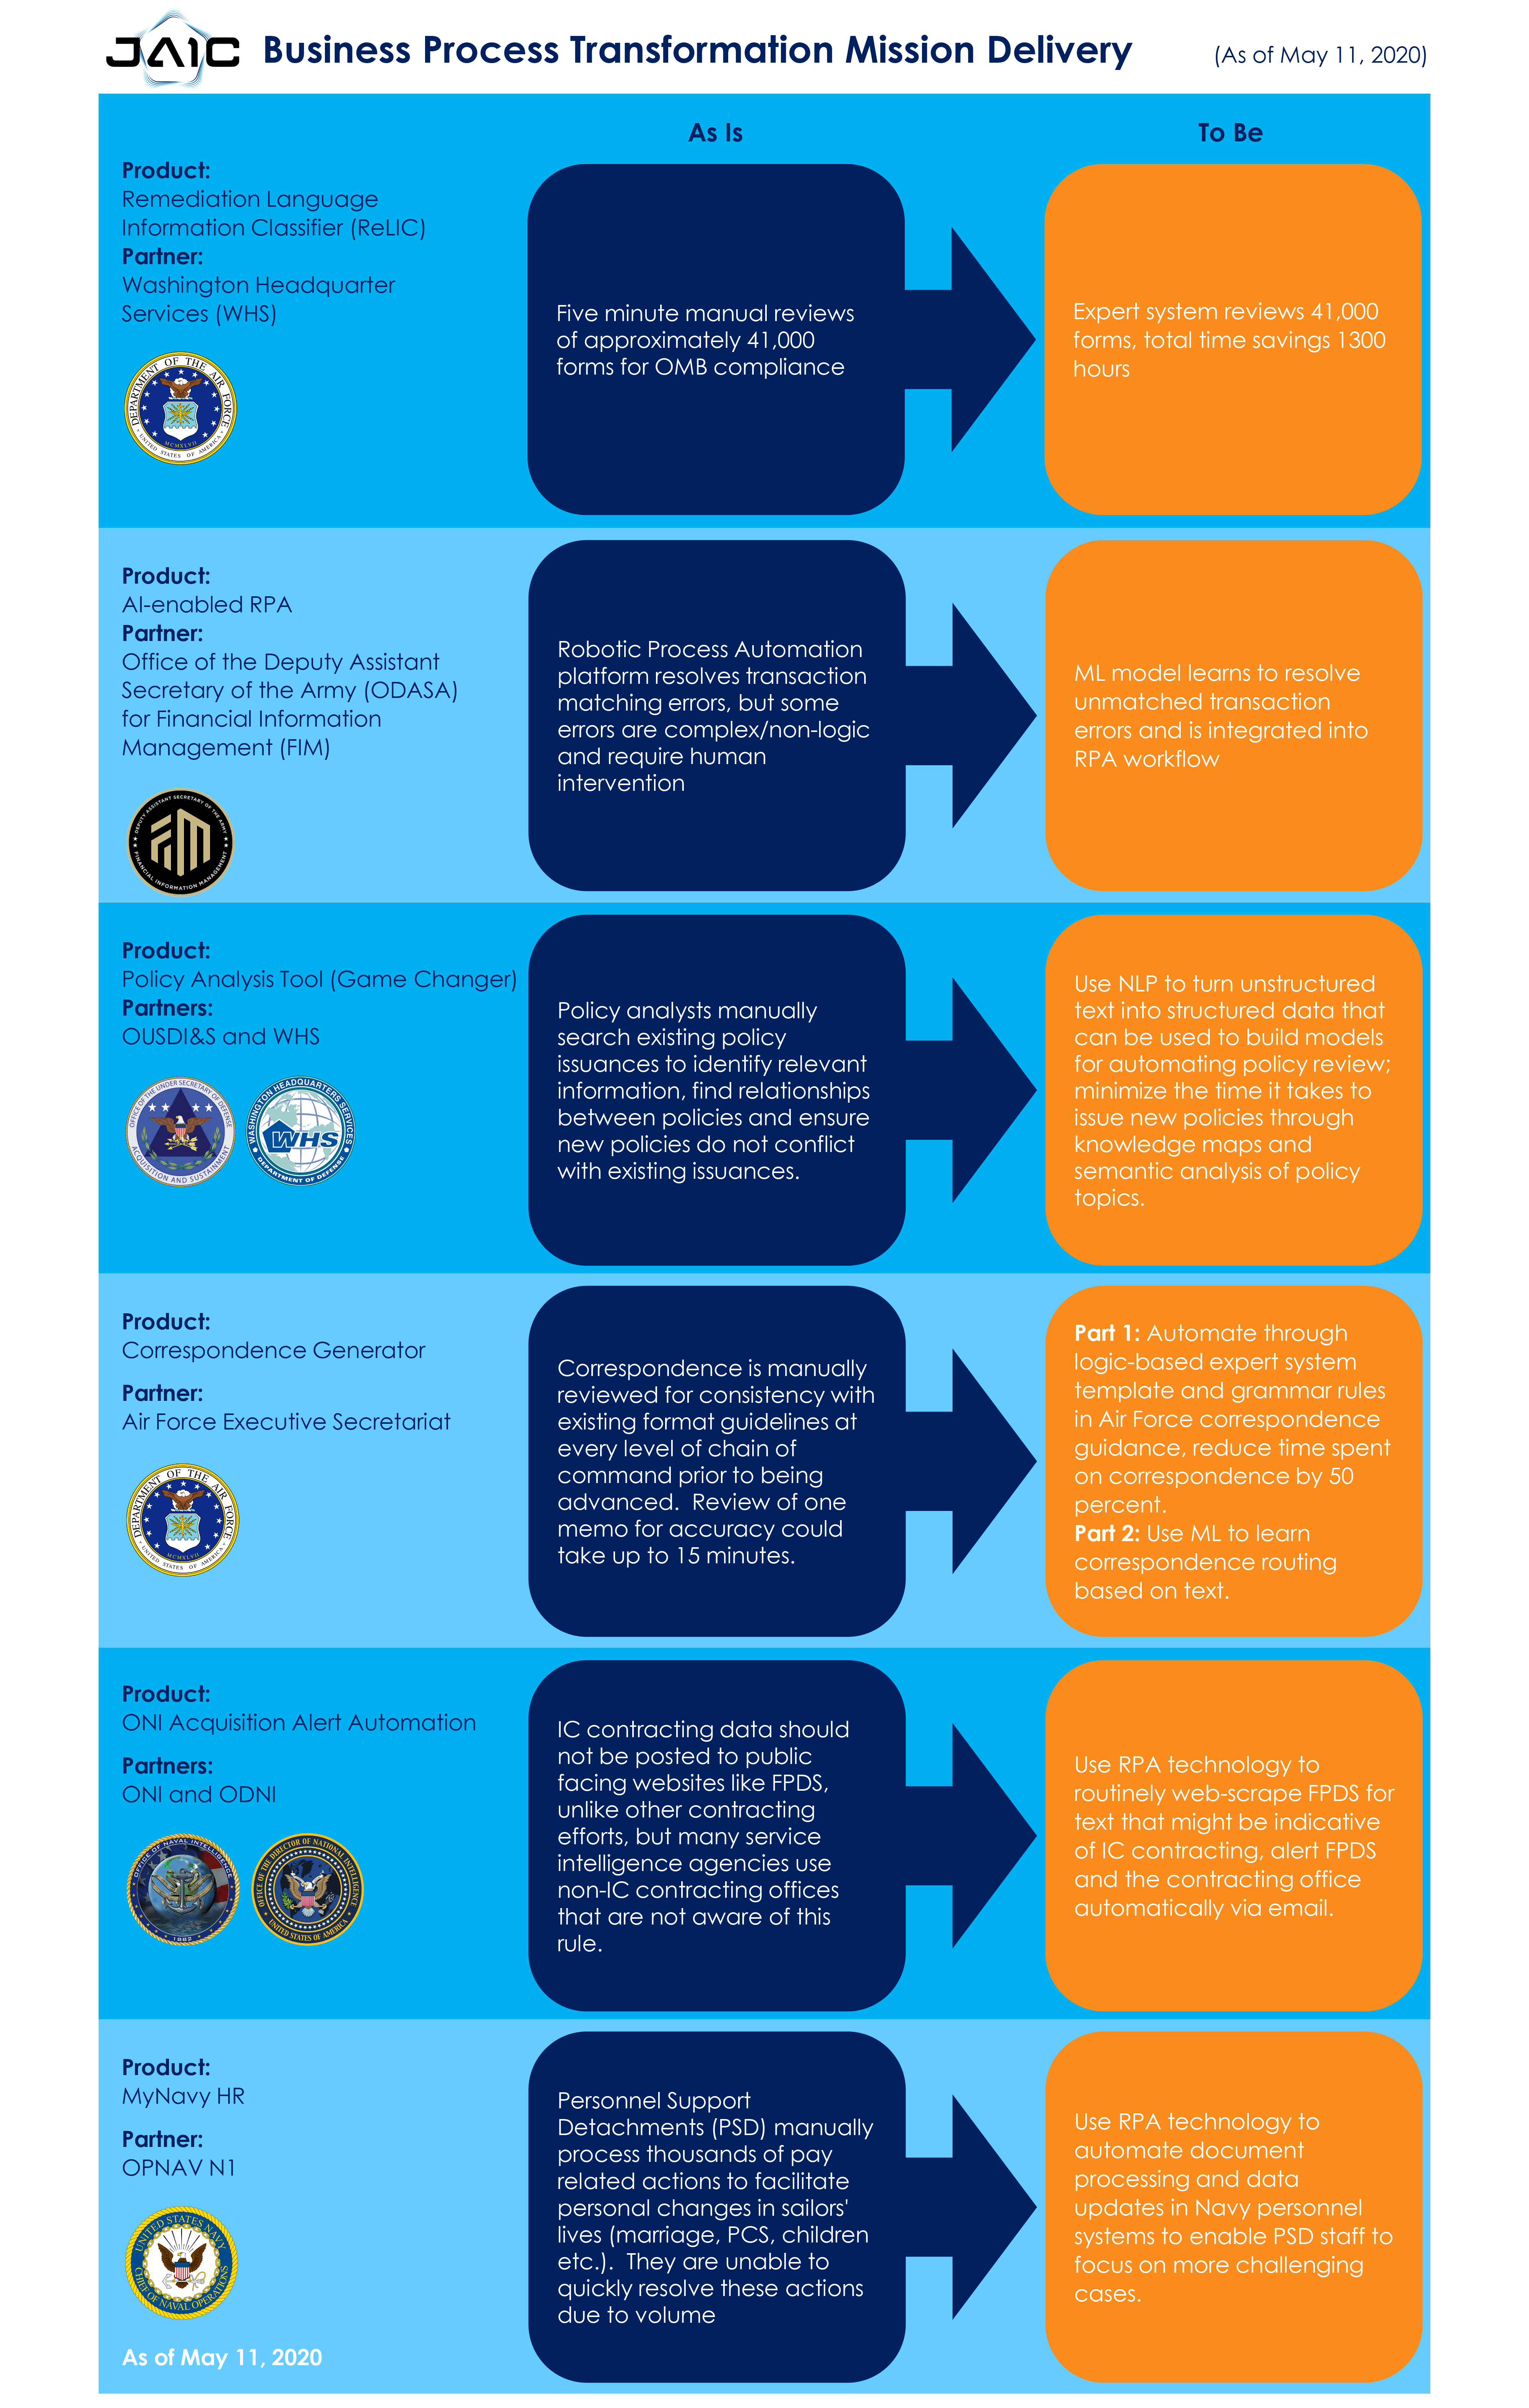 JAIC Business Process Transformation Mission Delivery (As of May 11, 2020)
As Is
To Be
Product:
Remediation Language
Information Classifier (ReLIC)
Partner:
Washington Headquarter
Services (WHS)
DEPARTMENT OF THE AIR FORCE
MCMXLVII
UNITED STATES OF AMERICA
Five minute manual reviews
of approximately 41,000
forms for OMB compliance
Expert system reviews 41,000
forms, total time savings 1300
hours
Product:
AI-enabled RPA
Partner:
Office of the Deputy Assistant
Secretary of the Army (ODASA)
for Financial Information
Management (FIM)
DEPUTY ASSISTANT SECRETARY OF THE ARMY
FIM
FINANCIAL INFORMATION MANAGEMENT
Robotic Process Automation
platform resolves transaction
matching errors, but some
errors are complex/non-logic
and require human
intervention
ML model learns to resolve
unmatched transaction
errors and is integrated into
RPA workflow
Product:
Policy Analysis Tool (Game Changer)
Partners:
OUSDI&S and WHS
OFFICE OF THE UNDER SECRETARY OF DEFENSE
ACQUISITION AND SUSTAINMENT
WASHINGTON HEADQUARTERS SERVICES
WHS
DEPARTMENT OF DEFENSE
Policy analysts manually
search existing policy
issuances to identify relevant
information, find relationships
between policies and ensure
new policies do not conflict
with existing issuances.
Use NLP to turn unstructured
text into structured data that
can be used to build models
for automating policy review;
minimize the time it takes to
issue new policies through
knowledge maps and
semantic analysis of policy
topics.
Product:
Correspondence Generator
Partner:
Air Force Executive Secretariat
DEPARTMENT OF THE AIR FORCE
MCMXLVII
UNITED STATES OF AMERICA
Correspondence is manually
reviewed for consistency with
existing format guidelines at
every level of chain of
command prior to being
advanced.  Review of one
memo for accuracy could
take up to 15 minutes.
Part 1: Automate through
logic-based expert system
template and grammar rules
in Air Force correspondence
guidance, reduce time spent
on correspondence by 50
percent.
Part 2: Use ML to learn
correspondence routing
based on text.
Product:
ONI Acquisition Alert Automation
Partners:
ONI and ODNI
OFFICE OF NAVAL INTELLIGENCE
1882
OFFICE OF THE DIRECTOR OF NATIONAL INTELLIGENCE
UNITED STATES OF AMERICA
IC contracting data should
not be posted to public
facing websites like FPDS,
unlike other contracting
efforts, but many service
intelligence agencies use
non-IC contracting offices
that are not aware of this
rule.
Use RPA technology to
routinely web-scrape FPDS for
text that might be indicative
of IC contracting, alert FPDS
and the contracting office
automatically via email.
Product:
MyNavy HR
Partner:
OPNAV N1
UNITED STATES NAVY
CHIEF OF NAVAL OPERATIONS
As of May 11, 2020
Personnel Support
Detachments (PSD) manually
process thousands of pay
related actions to facilitate
personal changes in sailors'
lives (marriage, PCS, children
etc.).  They are unable to
quickly resolve these actions
due to volume
Use RPA technology to
automate document
processing and data
updates in Navy personnel
systems to enable PSD staff to
focus on more challenging
cases.